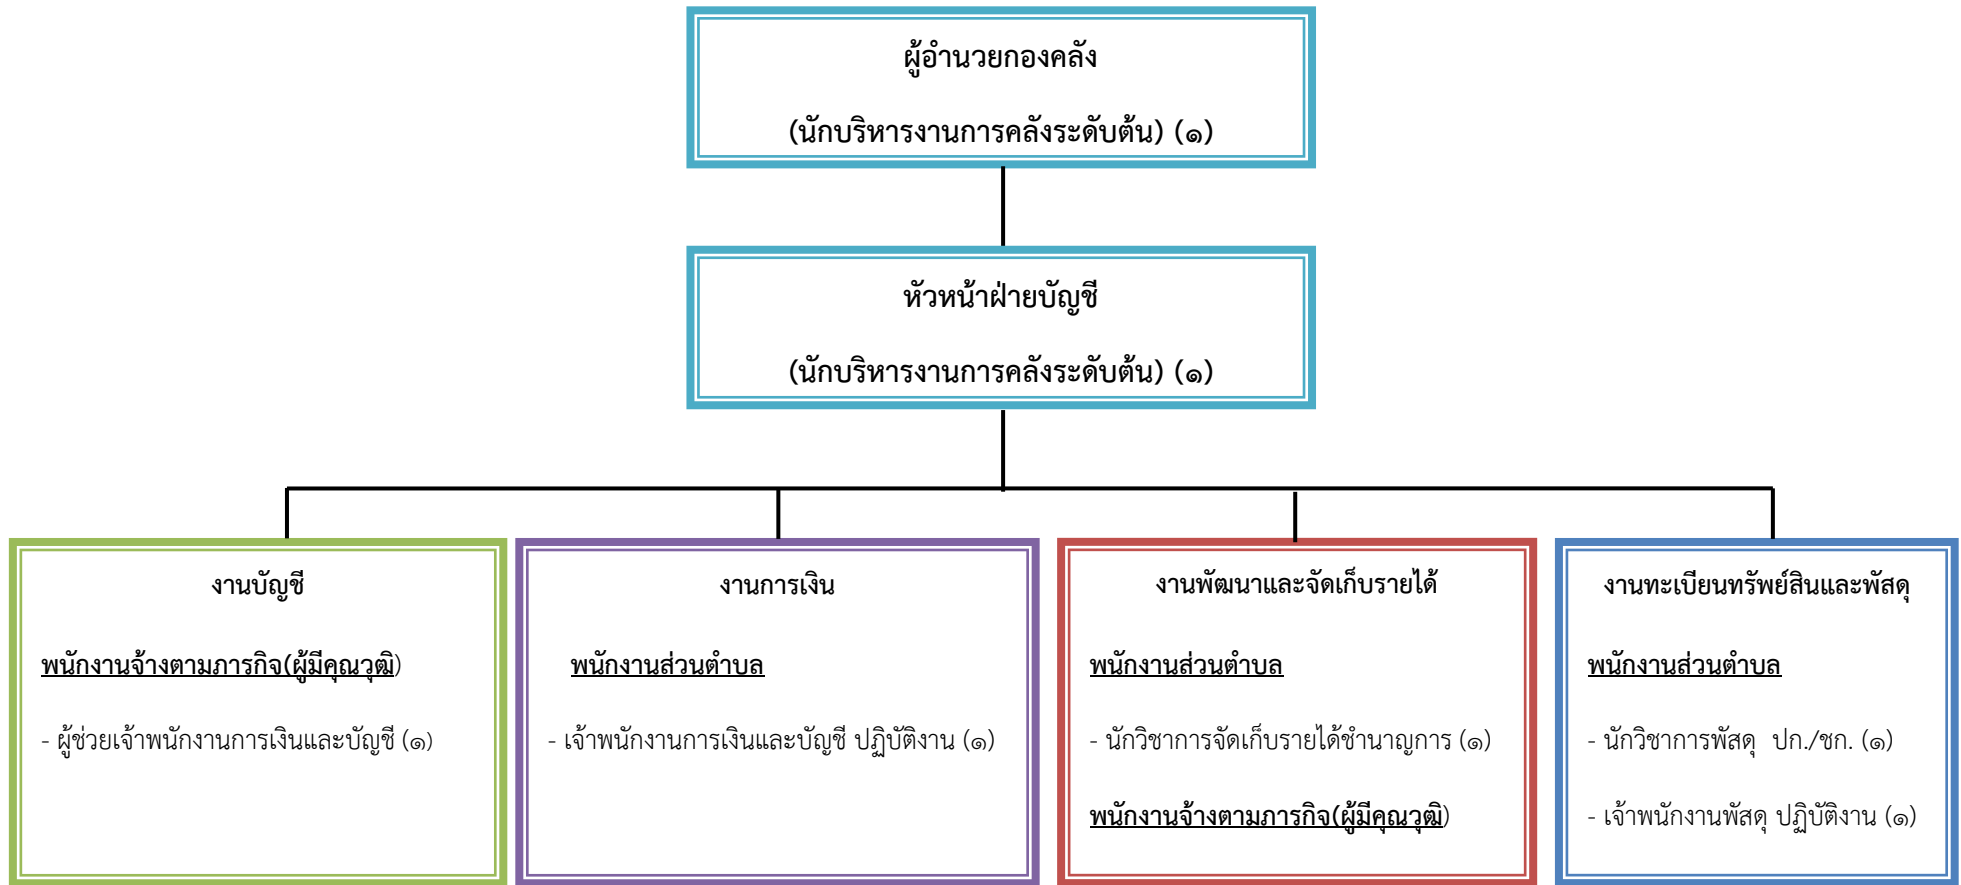 ผู้อำนวยกองคลัง
(นักบริหารงานการคลังระดับต้น) (๑)
หัวหน้าฝ่ายบัญชี
(นักบริหารงานการคลังระดับต้น) (๑)
งานบัญชี
พนักงานจ้างตามภารกิจ(ผู้มีคุณวุฒิ)
- ผู้ช่วยเจ้าพนักงานการเงินและบัญชี (๑)
งานการเงิน
พนักงานส่วนตำบล
- เจ้าพนักงานการเงินและบัญชี ปฏิบัติงาน (๑)
งานพัฒนาและจัดเก็บรายได้
พนักงานส่วนตำบล
- นักวิชาการจัดเก็บรายได้ชำนาญการ (๑)
พนักงานจ้างตามภารกิจ(ผู้มีคุณวุฒิ)
งานทะเบียนทรัพย์สินและพัสดุ
พนักงานส่วนตำบล
- นักวิชาการพัสดุ ปก./ชก. (๑)
- เจ้าพนักงานพัสดุ ปฏิบัติงาน (๑)